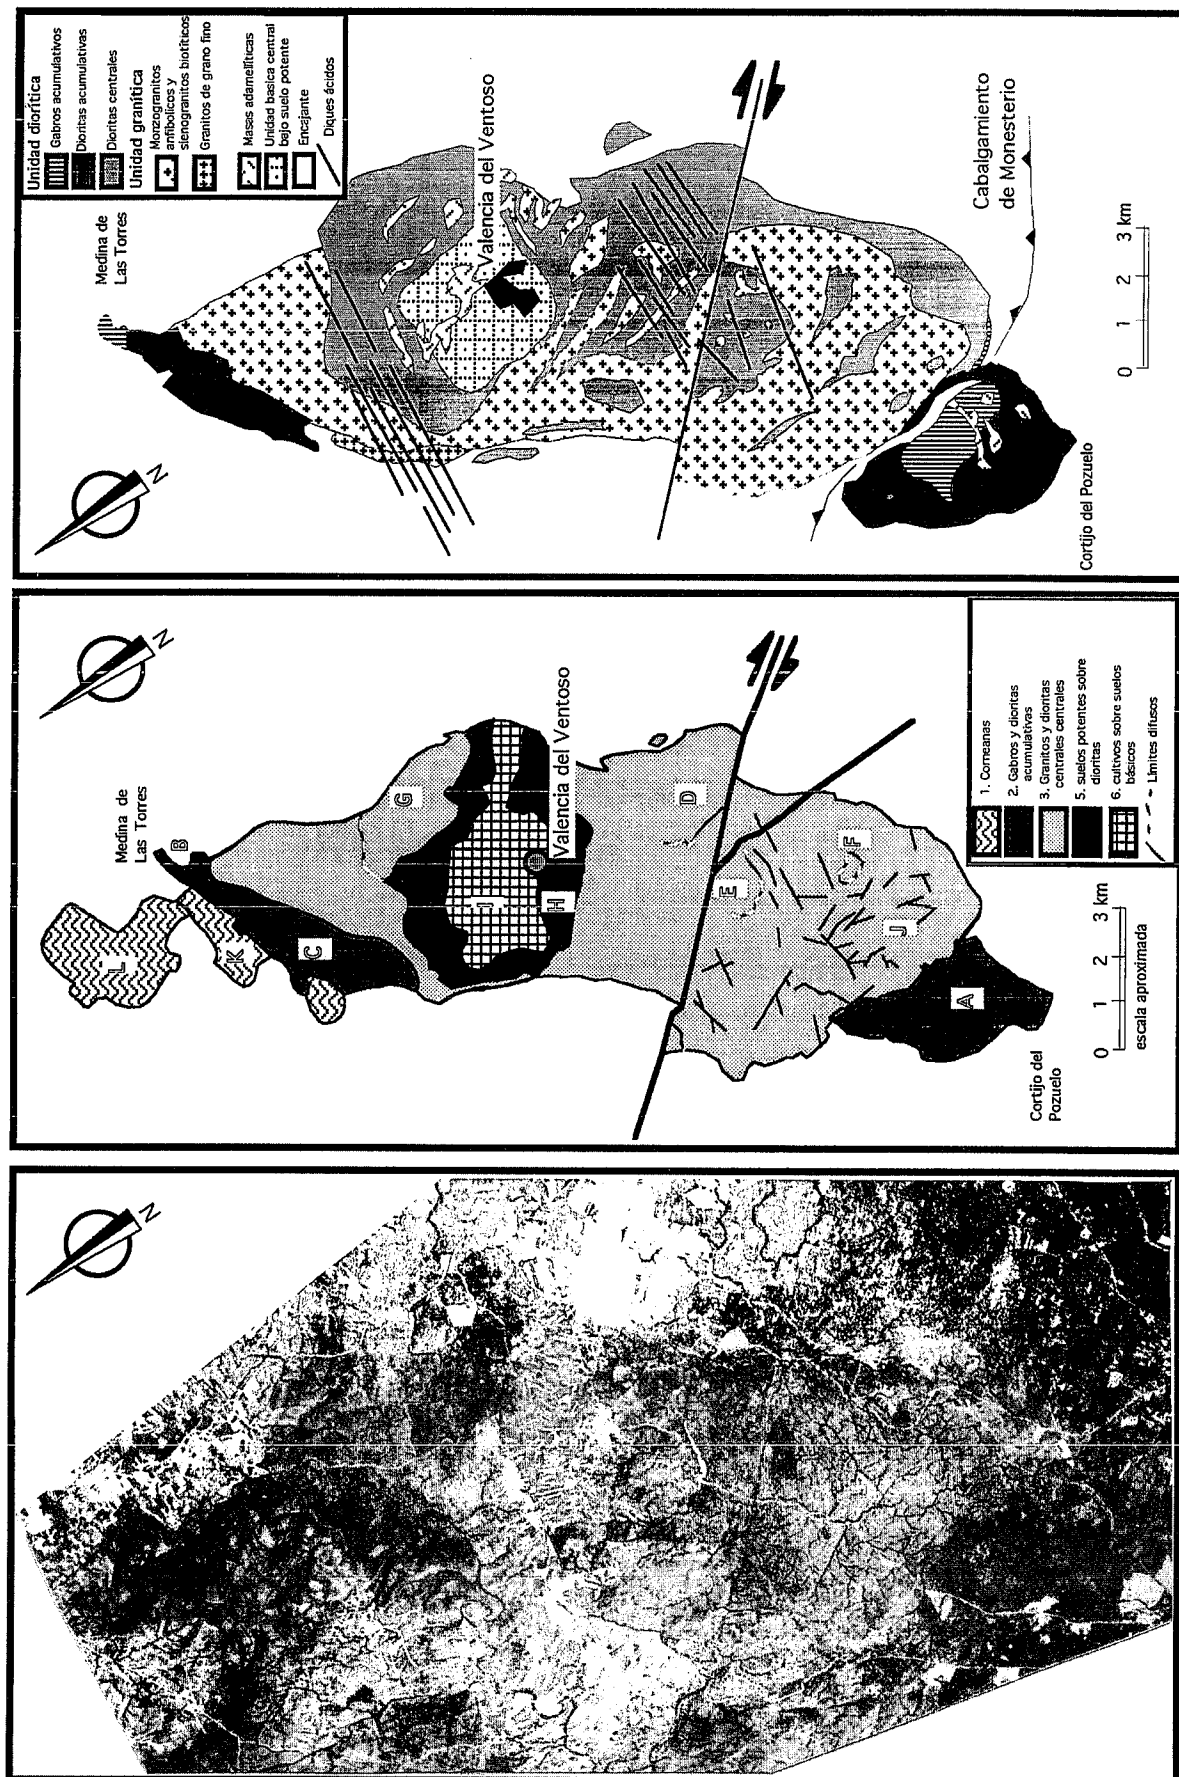 Unidad diorítica
Gabros acumulativos
Dioritas acumulativas
Dioritas centrales
Unidad granítica
Monzogranitos
anfibolicos y
sienogranitos biotíticos
Granitos de grano fino
Masas adamelíticas
Unidad basica central
bajo suelo potente
Encajante
Diques ácidos
Medina de
Las Torres
Valencia del Ventoso
N
Cabalgamiento
de Monesterio
Cortijo del Pozuelo
0 1 2 3 km
N
Medina de
Las Torres
B
G
L
K
C
I
H
Valencia del Ventoso
D
E
F
J
A
Cortijo del
Pozuelo
0 1 2 3 km
escala aproximada
1. Corneanas
2. Gabros y dioritas
acumulativas
3. Granitos y dioritas
centrales centrales
5. suelos potentes sobre
dioritas
6. cultivos sobre suelos
básicos
Límites difusos
N